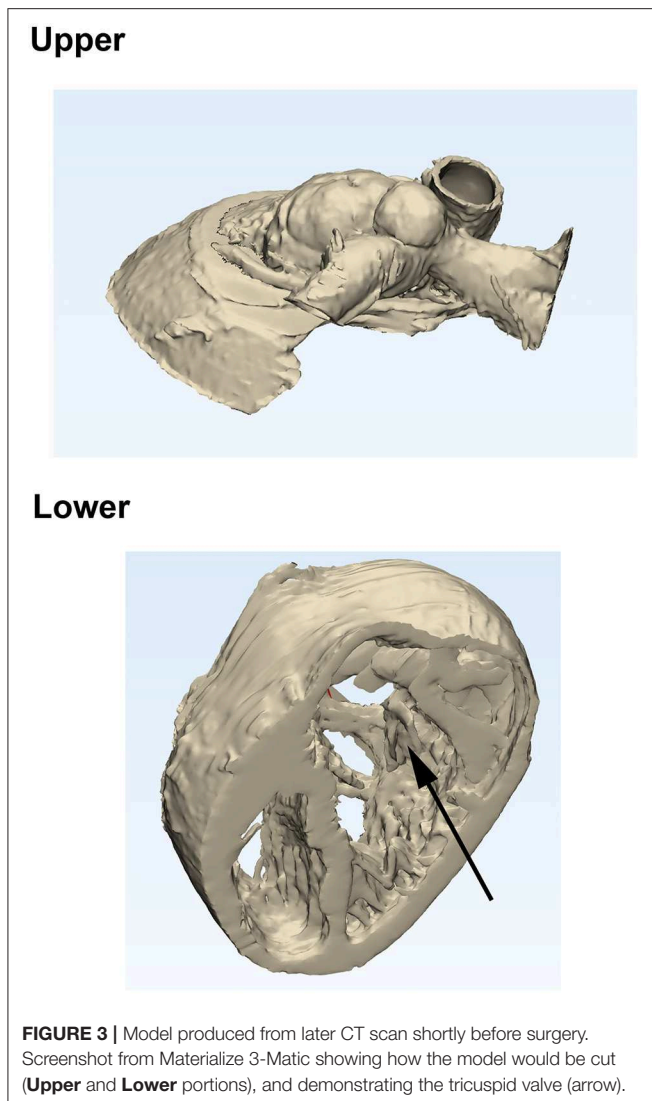 Upper
Lower
FIGURE 3 | Model produced from later CT scan shortly before surgery.
Screenshot from Materialize 3-Matic showing how the model would be cut
(Upper and Lower portions), and demonstrating the tricuspid valve (arrow).